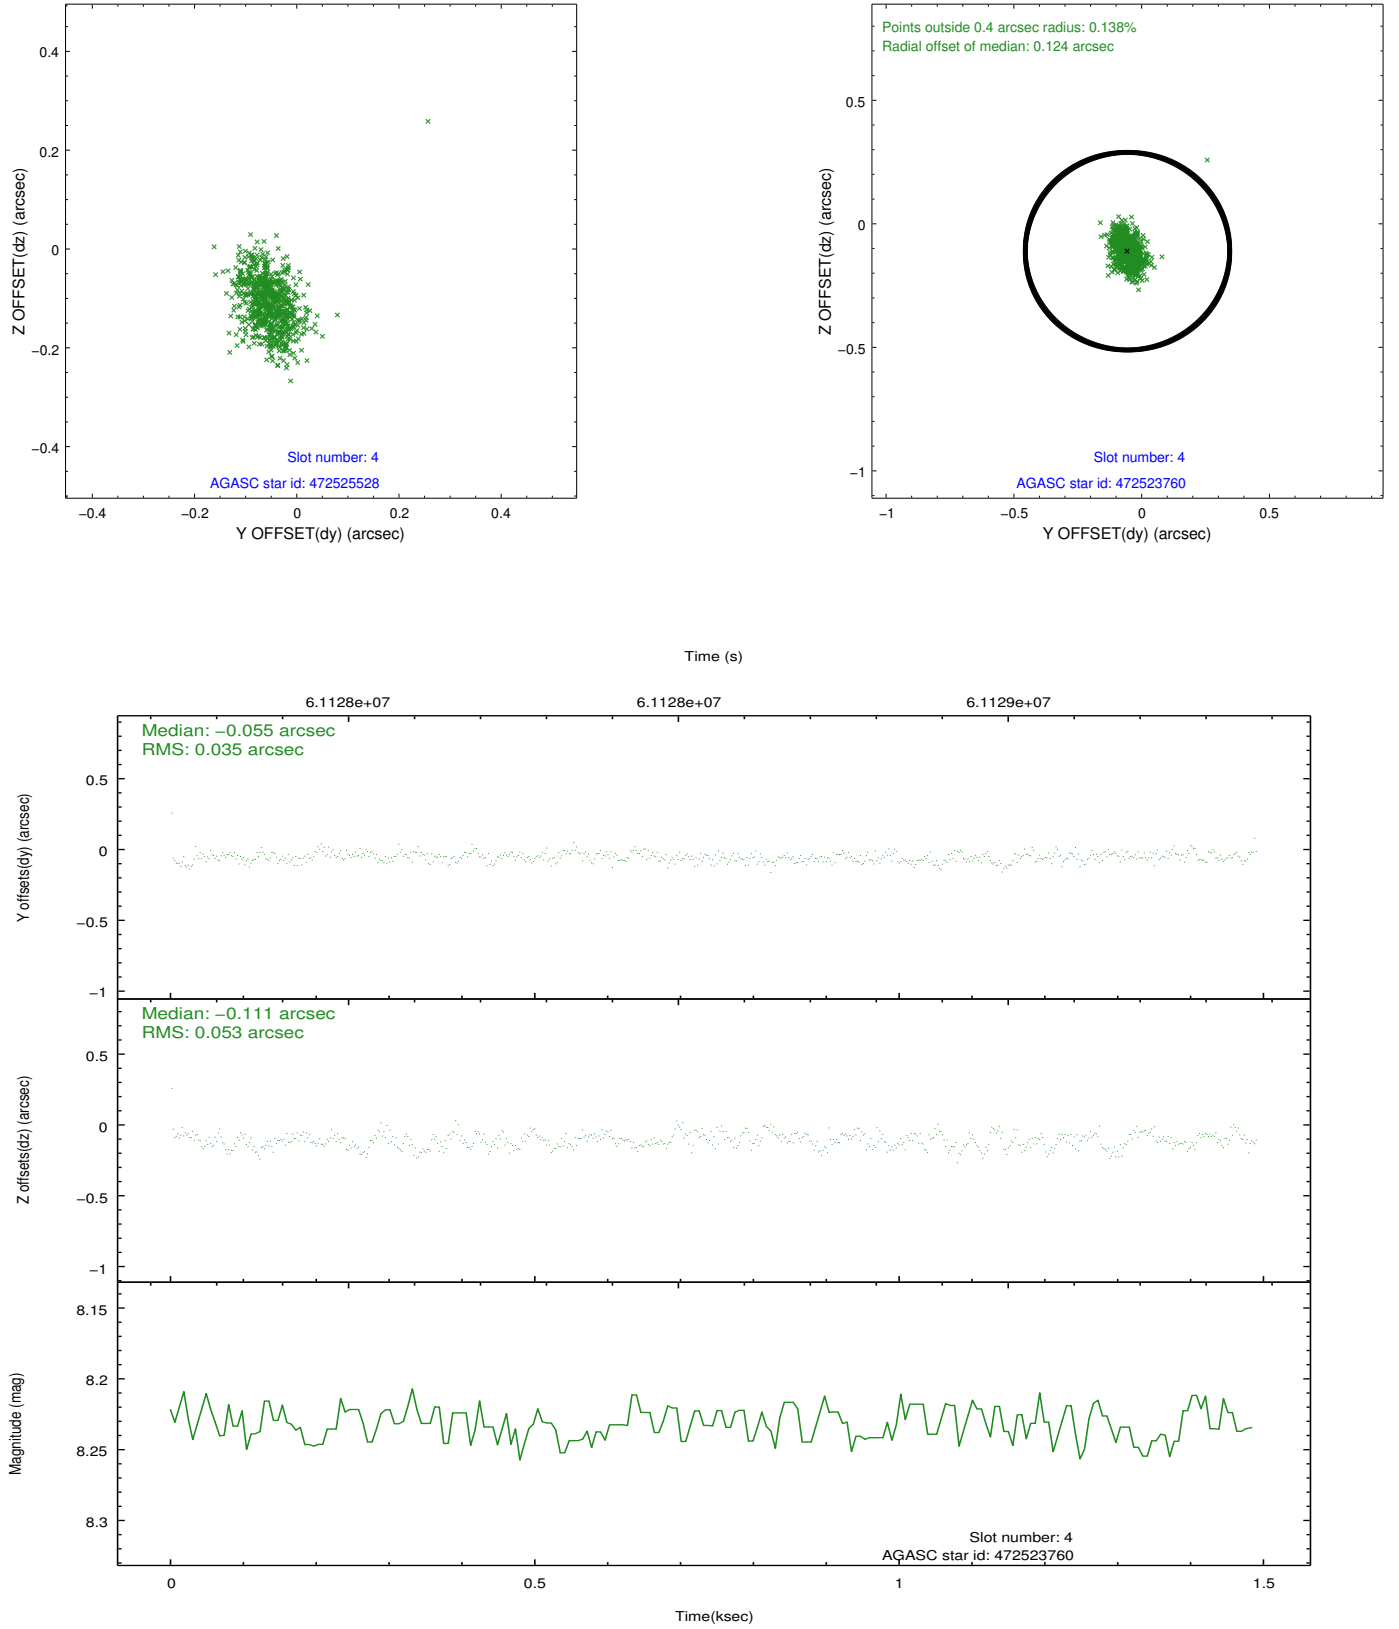 0.4
0.2
0
−0.2
−0.4
Z OFFSET(dz) (arcsec)
Slot number: 4
AGASC star id: 472525528
−0.4
−0.2
0
0.2
0.4
Y OFFSET(dy) (arcsec)
Points outside 0.4 arcsec radius: 0.138%
Radial offset of median: 0.124 arcsec
0.5
0
−0.5
−1
Z OFFSET(dz) (arcsec)
Slot number: 4
AGASC star id: 472523760
−1
−0.5
0
0.5
Y OFFSET(dy) (arcsec)
Time (s)
6.1128e+07
6.1128e+07
6.1129e+07
Median: −0.055 arcsec
RMS: 0.035 arcsec
0.5
0
−0.5
−1
Y offsets(dy) (arcsec)
Median: −0.111 arcsec
RMS: 0.053 arcsec
0.5
0
−0.5
−1
Z offsets(dz) (arcsec)
8.15
8.2
8.25
8.3
Magnitude (mag)
Slot number: 4
AGASC star id: 472523760
0
0.5
1
1.5
Time(ksec)